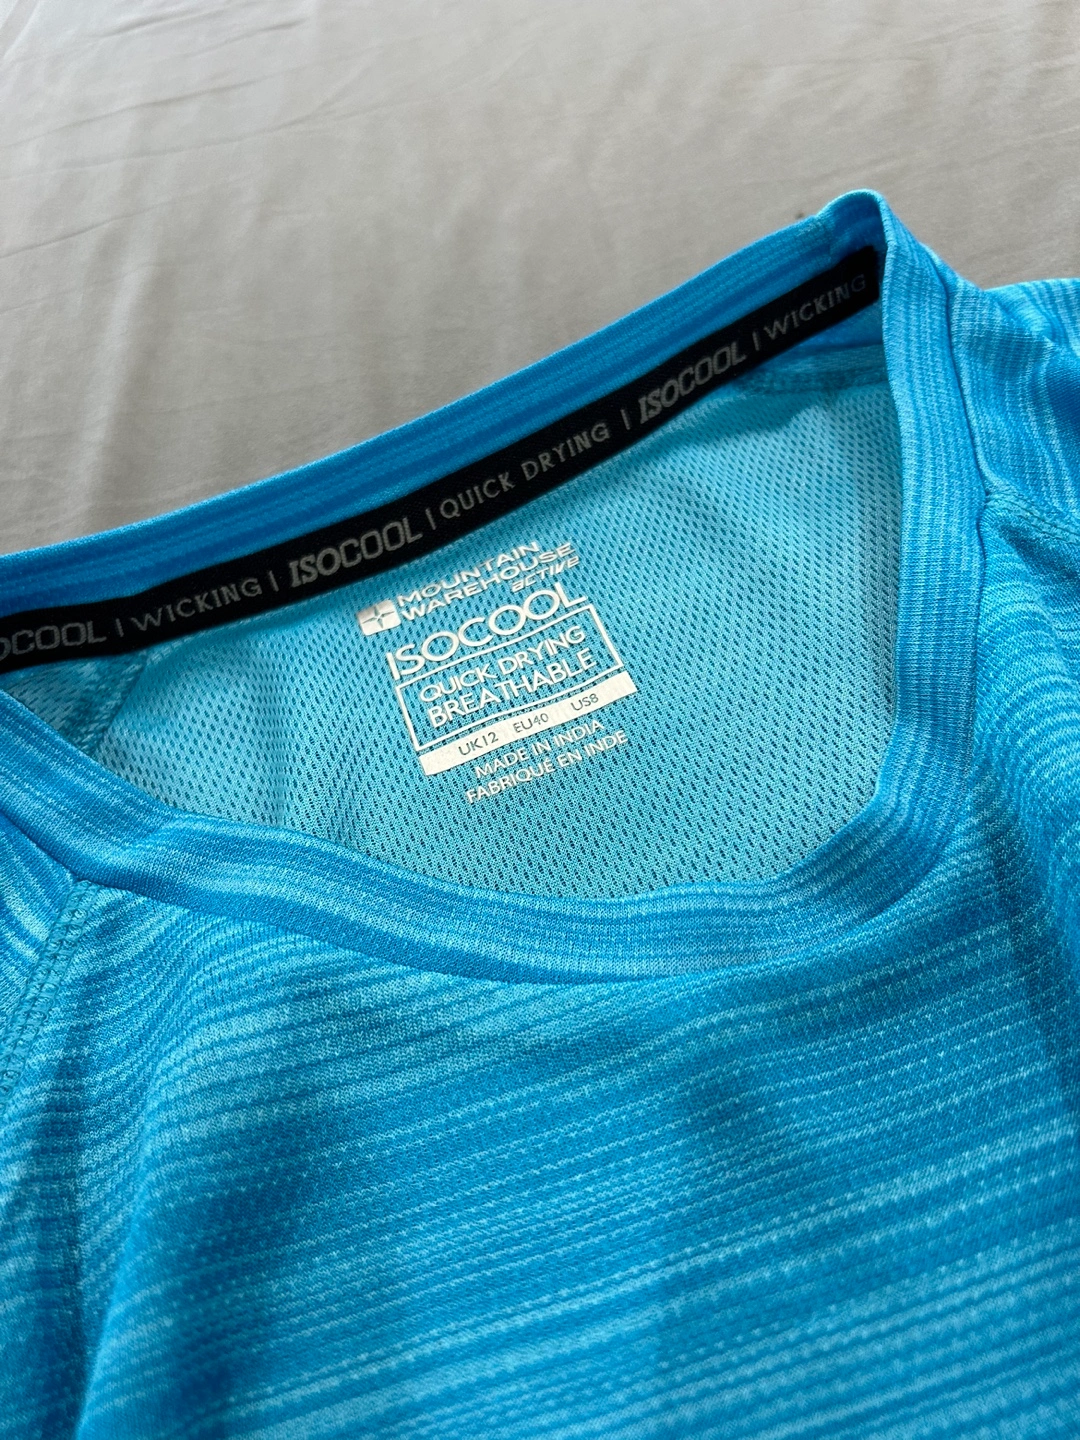 OCOOL | WICKING | ISOCOOL | QUICK DRYING | ISOCOOL | WICKING
MOUNTAIN
WAREHOUSE
ACTIVE
ISOCOOL
QUICK DRYING
BREATHABLE
UK12 EU40 US8
MADE IN INDIA
FABRIQUÉ EN INDE